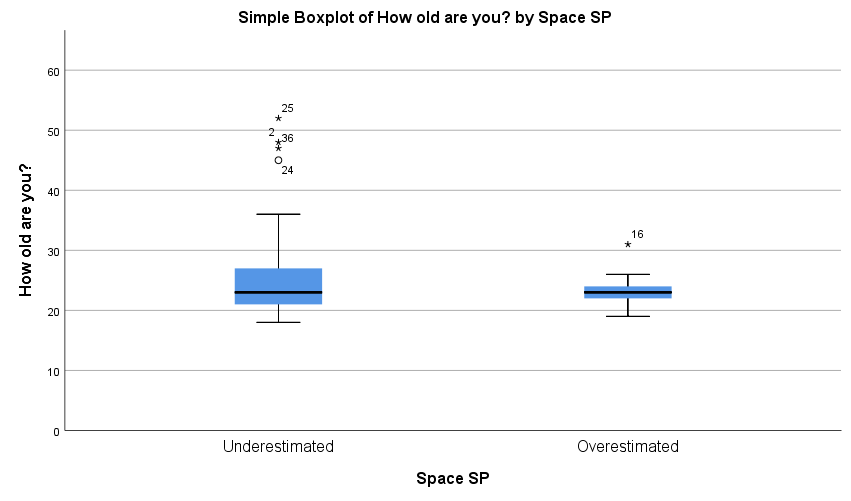 Simple Boxplot of How old are you? by Space SP
How old are you?
60
50
40
30
20
10
0
25
2
36
24
16
Underestimated
Overestimated
Space SP